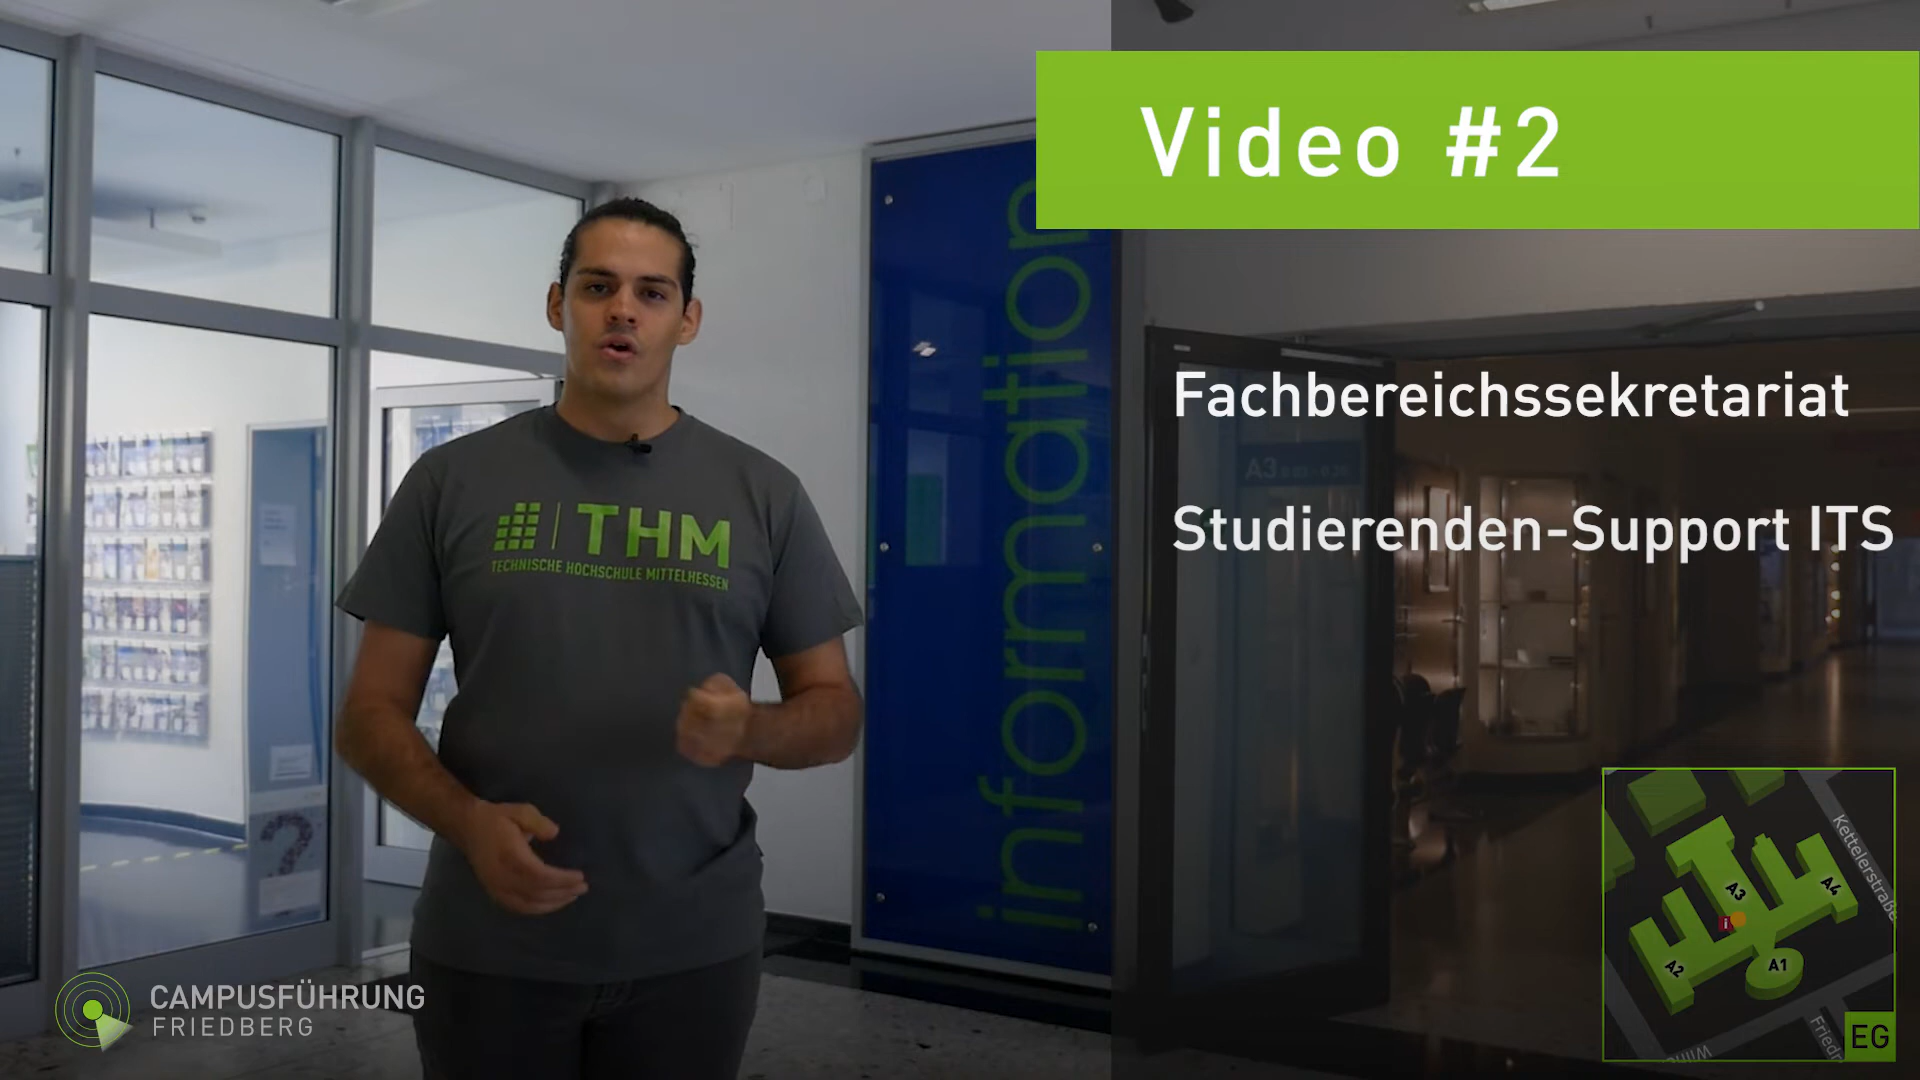 Video #2
information
Fachbereichssekretariat
A3
Studierenden-Support ITS
THM
TECHNISCHE HOCHSCHULE MITTELHESSEN
Kettelerstraße
A3
A4
i
A2
A1
CAMPUSFÜHRUNG
FRIEDBERG
EG